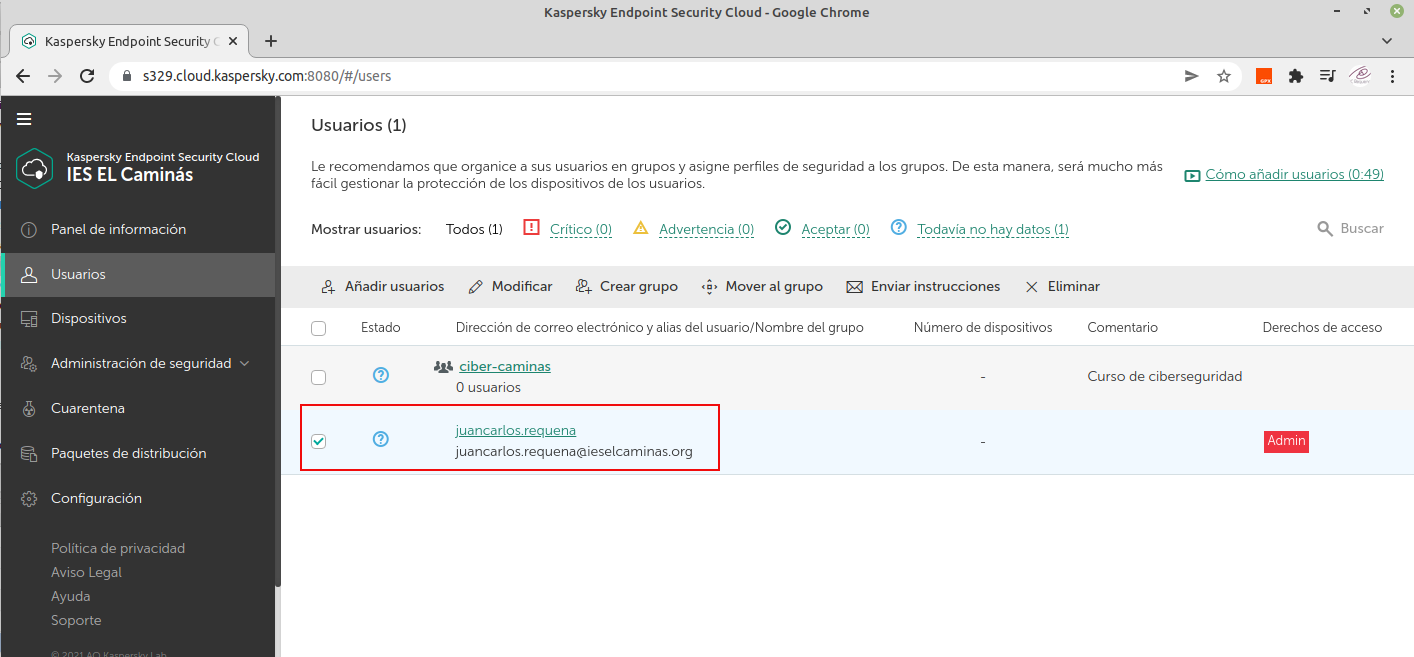 Kaspersky Endpoint Security Cloud - Google Chrome
Kaspersky Endpoint Security C
s329.cloud.kaspersky.com:8080/#/users
Kaspersky Endpoint Security Cloud
IES EL Caminás
Panel de información
Usuarios
Dispositivos
Administración de seguridad
Cuarentena
Paquetes de distribución
Configuración
Política de privacidad
Aviso Legal
Ayuda
Soporte
© 2021 AO Kaspersky Lab
Usuarios (1)
Le recomendamos que organice a sus usuarios en grupos y asigne perfiles de seguridad a los grupos. De esta manera, será mucho más
fácil gestionar la protección de los dispositivos de los usuarios.
Cómo añadir usuarios (0:49)
Mostrar usuarios: Todos (1) Crítico (0) Advertencia (0) Aceptar (0) Todavía no hay datos (1) Buscar
Añadir usuarios Modificar Crear grupo Mover al grupo Enviar instrucciones Eliminar
Estado Dirección de correo electrónico y alias del usuario/Nombre del grupo Número de dispositivos Comentario Derechos de acceso
ciber-caminas
0 usuarios
- Curso de ciberseguridad
juancarlos.requena
juancarlos.requena@ieselcaminas.org
- Admin